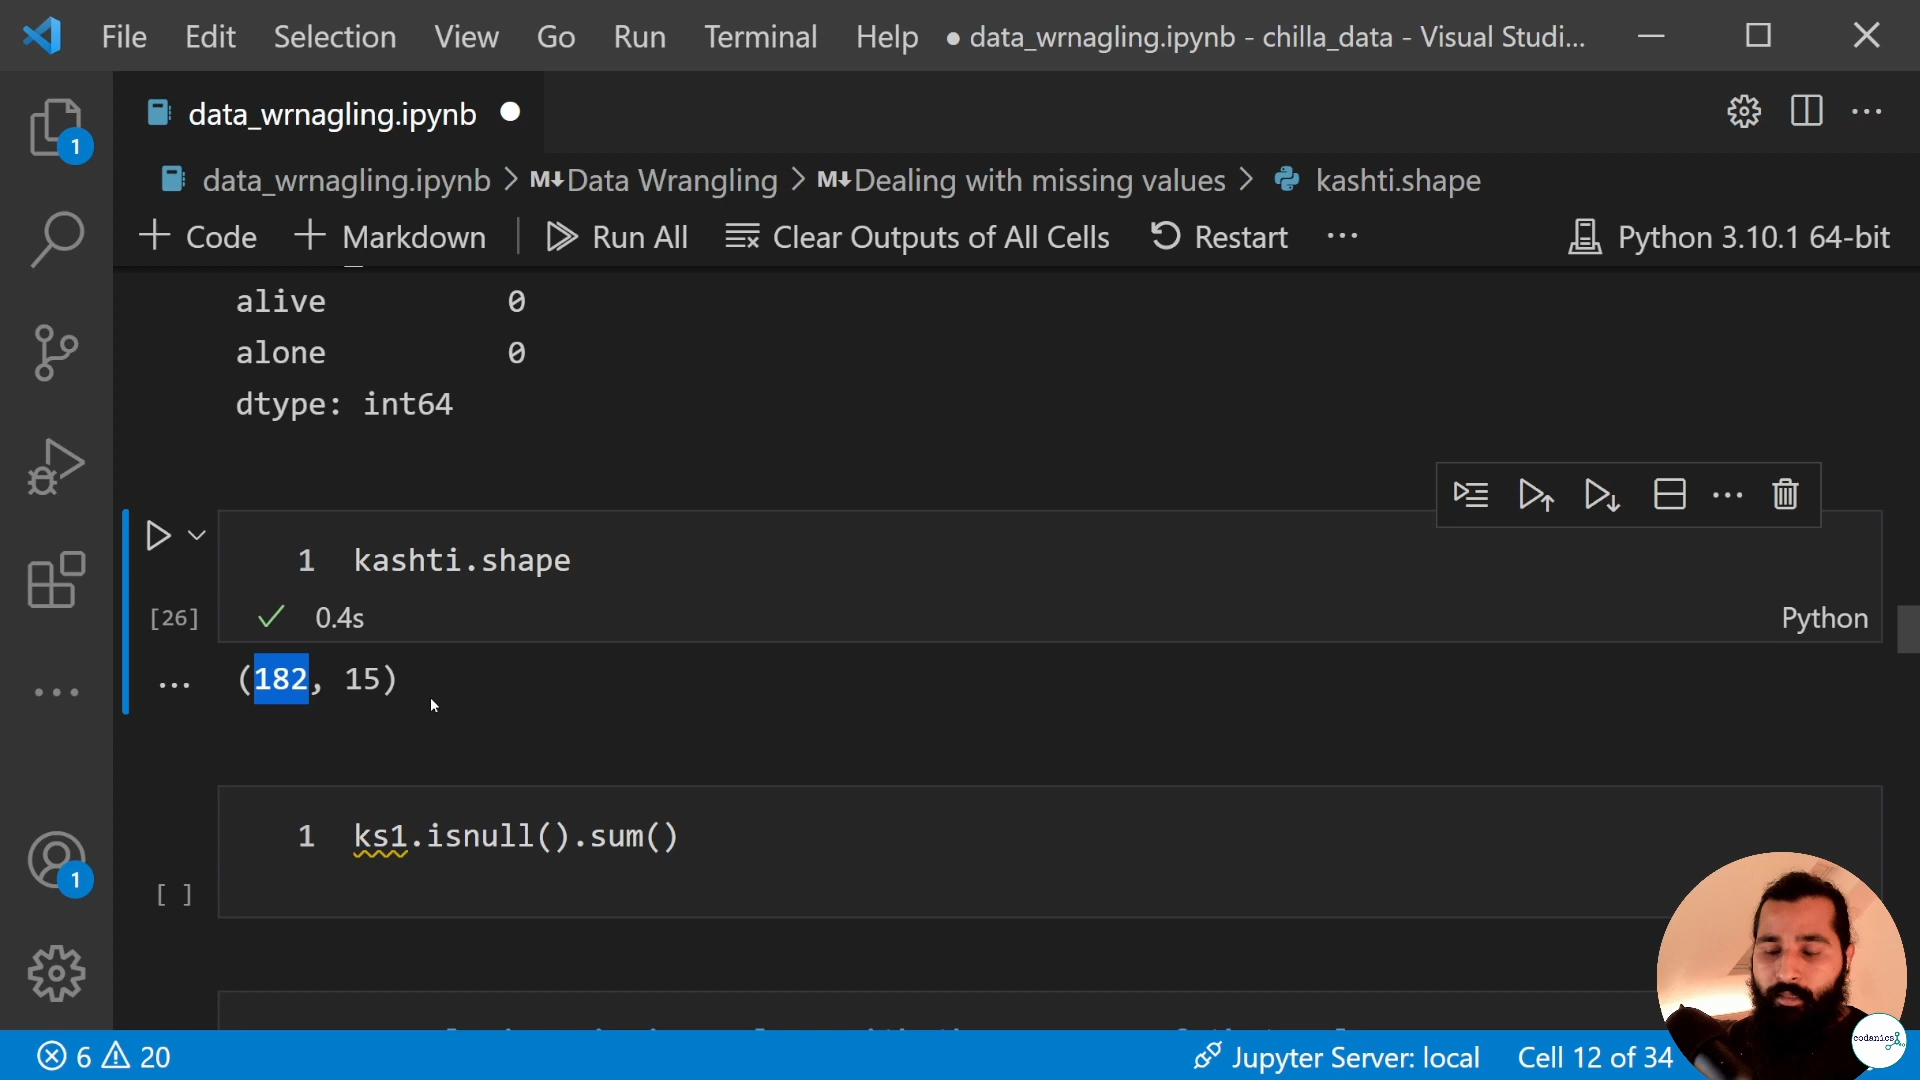 File Edit Selection View Go Run Terminal Help ● data_wrnagling.ipynb - chilla_data - Visual Studi...
data_wrnagling.ipynb ●
1
data_wrnagling.ipynb > M↓Data Wrangling > M↓Dealing with missing values > kashti.shape
+ Code + Markdown Run All Clear Outputs of All Cells Restart ... Python 3.10.1 64-bit
alive 0
alone 0
dtype: int64
1 kashti.shape
[26] ✓ 0.4s Python
... (182, 15)
1 ks1.isnull().sum()
[ ]
1
codanics
6 20 Jupyter Server: local Cell 12 of 34